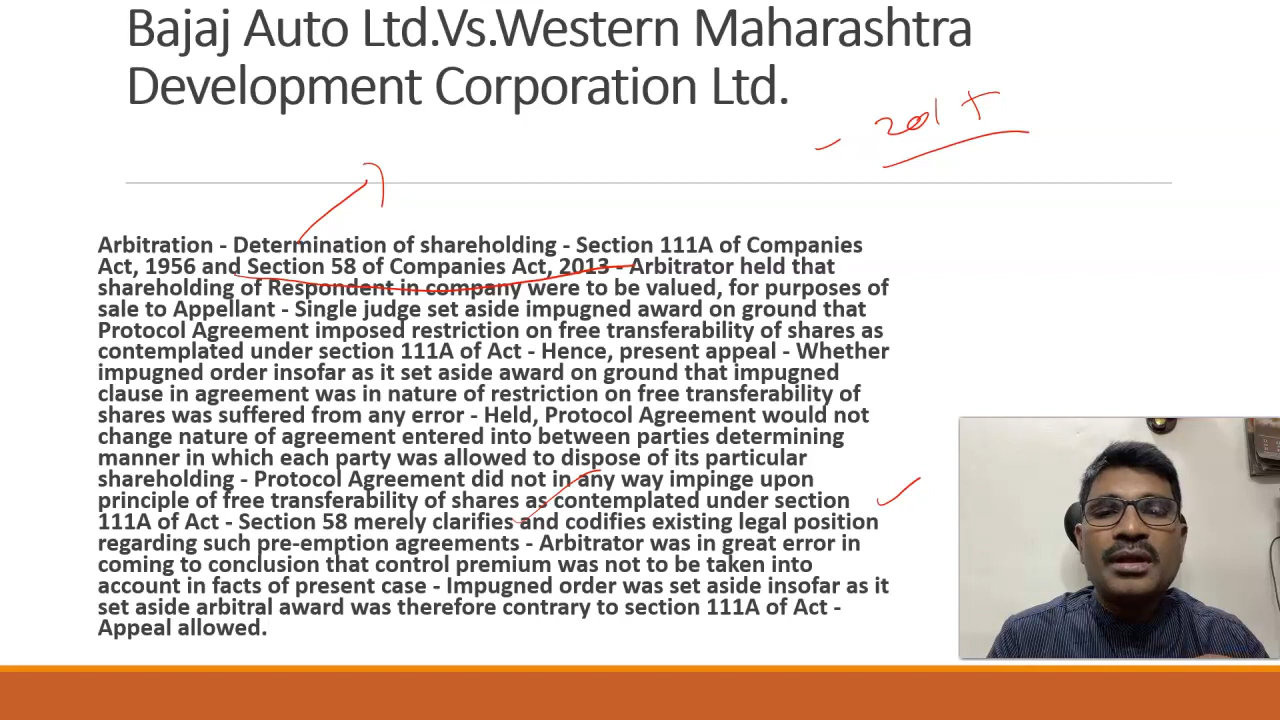 Bajaj Auto Ltd.Vs.Western Maharashtra
Development Corporation Ltd.
Arbitration - Determination of shareholding - Section 111A of Companies
Act, 1956 and Section 58 of Companies Act, 2013 - Arbitrator held that
shareholding of Respondent in company were to be valued, for purposes of
sale to Appellant - Single judge set aside impugned award on ground that
Protocol Agreement imposed restriction on free transferability of shares as
contemplated under section 111A of Act - Hence, present appeal - Whether
impugned order insofar as it set aside award on ground that impugned
clause in agreement was in nature of restriction on free transferability of
shares was suffered from any error - Held, Protocol Agreement would not
change nature of agreement entered into between parties determining
manner in which each party was allowed to dispose of its particular
shareholding - Protocol Agreement did not in any way impinge upon
principle of free transferability of shares as contemplated under section
111A of Act - Section 58 merely clarifies and codifies existing legal position
regarding such pre-emption agreements - Arbitrator was in great error in
coming to conclusion that control premium was not to be taken into
account in facts of present case - Impugned order was set aside insofar as it
set aside arbitral award was therefore contrary to section 111A of Act -
Appeal allowed.